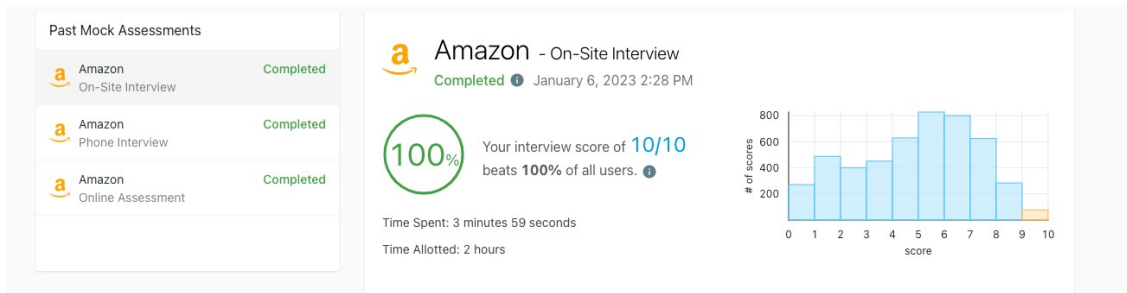 Past Mock Assessments
Amazon
Completed
On-Site Interview
Amazon
Completed
Phone Interview
Amazon
Completed
Online Assessment
Amazon - On-Site Interview
Completed January 6, 2023 2:28 PM
100%
Your interview score of 10/10
beats 100% of all users.
Time Spent: 3 minutes 59 seconds
Time Allotted: 2 hours
# of scores
800
600
400
200
0 1 2 3 4 5 6 7 8 9 10
score